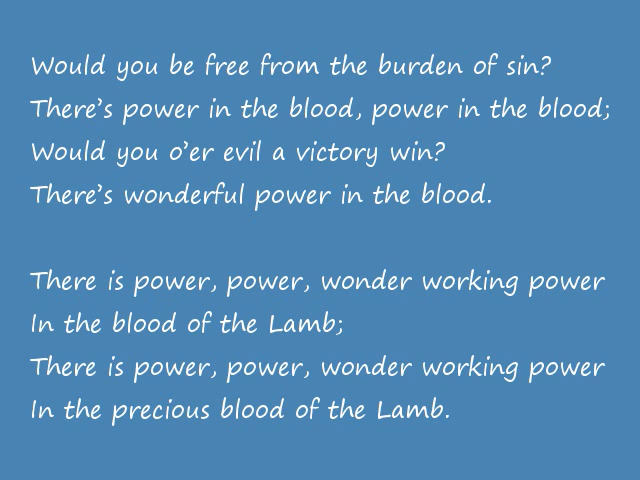 Would you be free from the burden of sin?
There's power in the blood, power in the blood;
Would you o'er evil a victory win?
There's wonderful power in the blood.

There is power, power, wonder working power
In the blood of the Lamb;
There is power, power, wonder working power
In the precious blood of the Lamb.